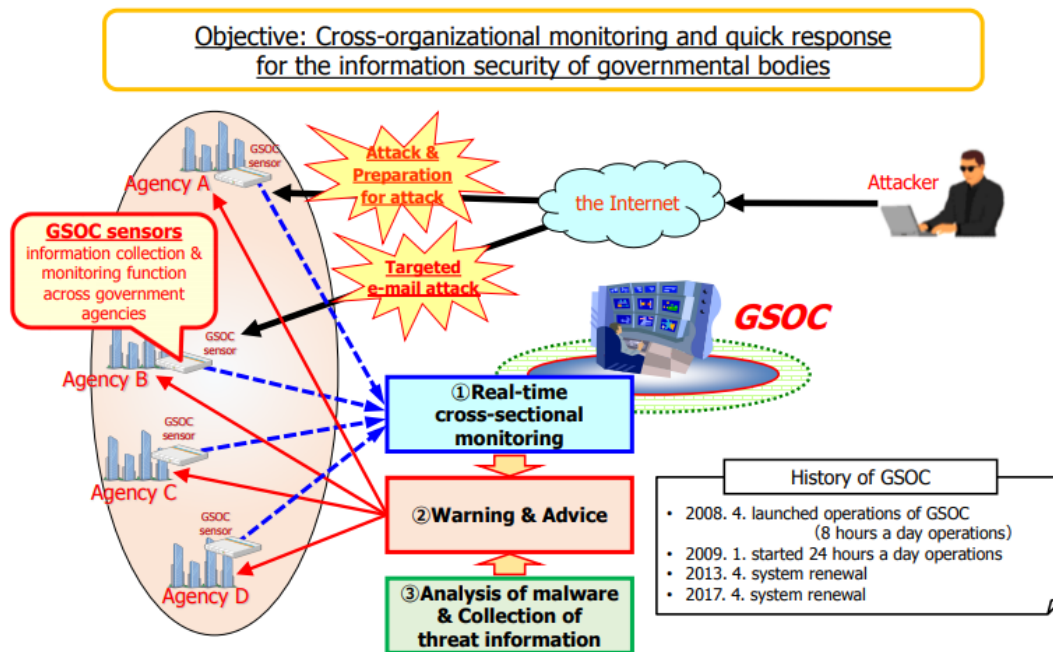 Objective: Cross-organizational monitoring and quick response
for the information security of governmental bodies
GSOC
sensor
Agency A
Attack &
Preparation
for attack
the Internet
Attacker
GSOC sensors
information collection &
monitoring function
across government
agencies
Targeted
e-mail attack
GSOC
GSOC
sensor
Agency B
①Real-time
cross-sectional
monitoring
GSOC
sensor
Agency C
②Warning & Advice
GSOC
sensor
Agency D
③Analysis of malware
& Collection of
threat information
History of GSOC
• 2008. 4. launched operations of GSOC
(8 hours a day operations)
• 2009. 1. started 24 hours a day operations
• 2013. 4. system renewal
• 2017. 4. system renewal